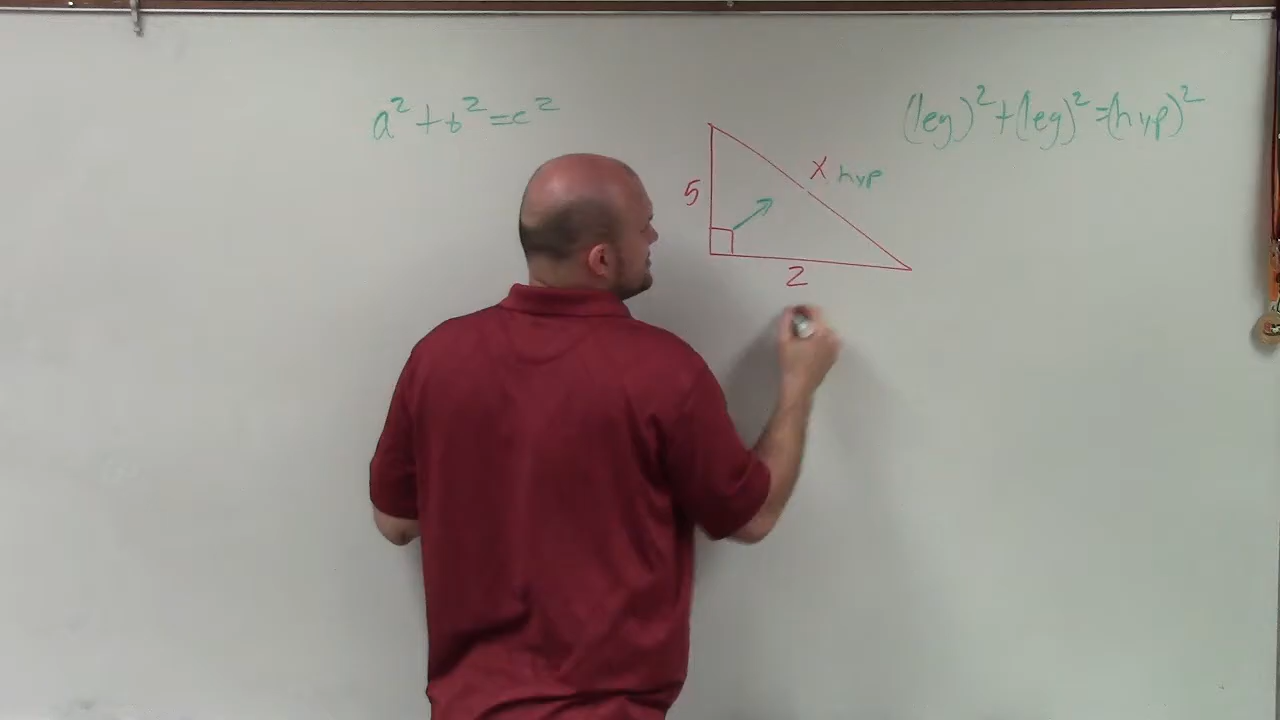 a² + b² = c²
(leg)² + (leg)² = (hyp)²
x hyp
5
2